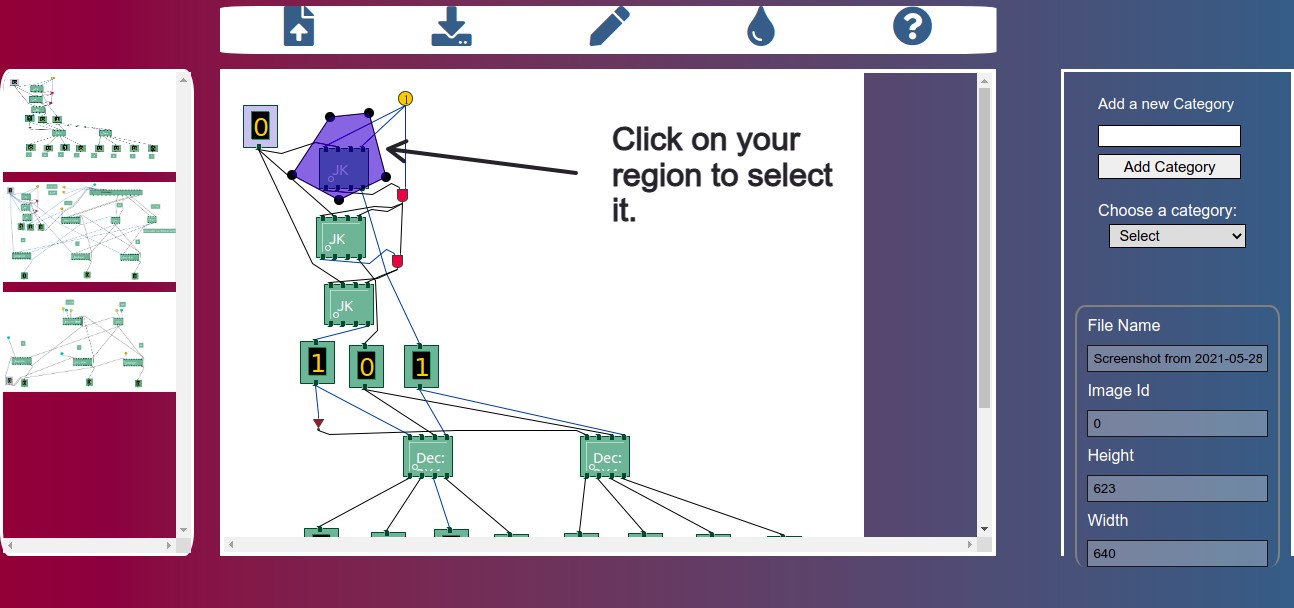 Add a new Category
Add Category
Choose a category:
Select
0
JK
Click on your
region to select
it.
JK
JK
1
0
1
Dec:
Dec:
File Name
Screenshot from 2021-05-28
Image Id
0
Height
623
Width
640